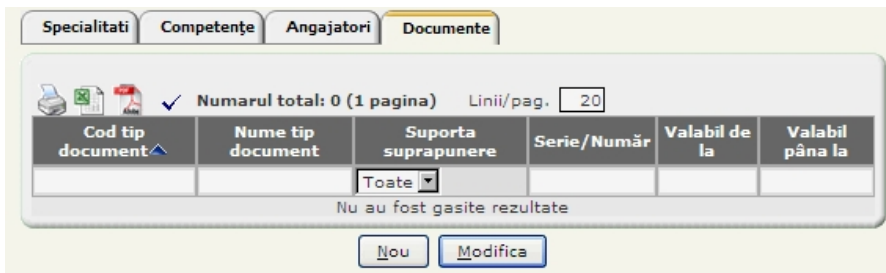 Specialitati Competențe Angajatori Documente
Numarul total: 0 (1 pagina) Linii/pag. 20
Cod tip document Nume tip document Suporta suprapunere Serie/Număr Valabil de la Valabil pâna la
Toate
Nu au fost gasite rezultate
Nou Modifica